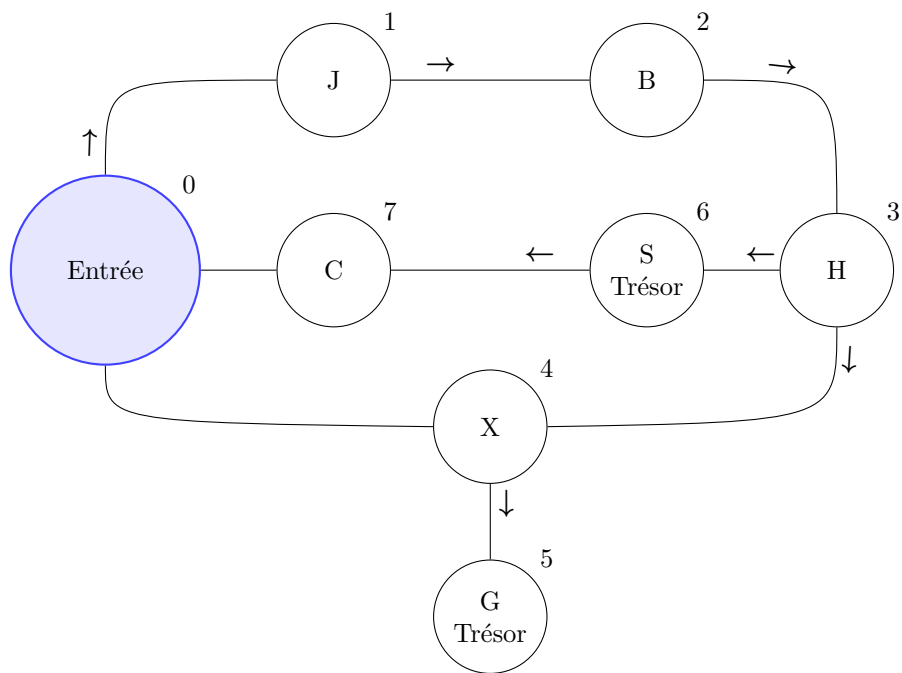 1
J
→
2
B
→
↑
0
Entrée
7
C
←
6
S
Trésor
←
3
H
↓
4
X
↓
5
G
Trésor